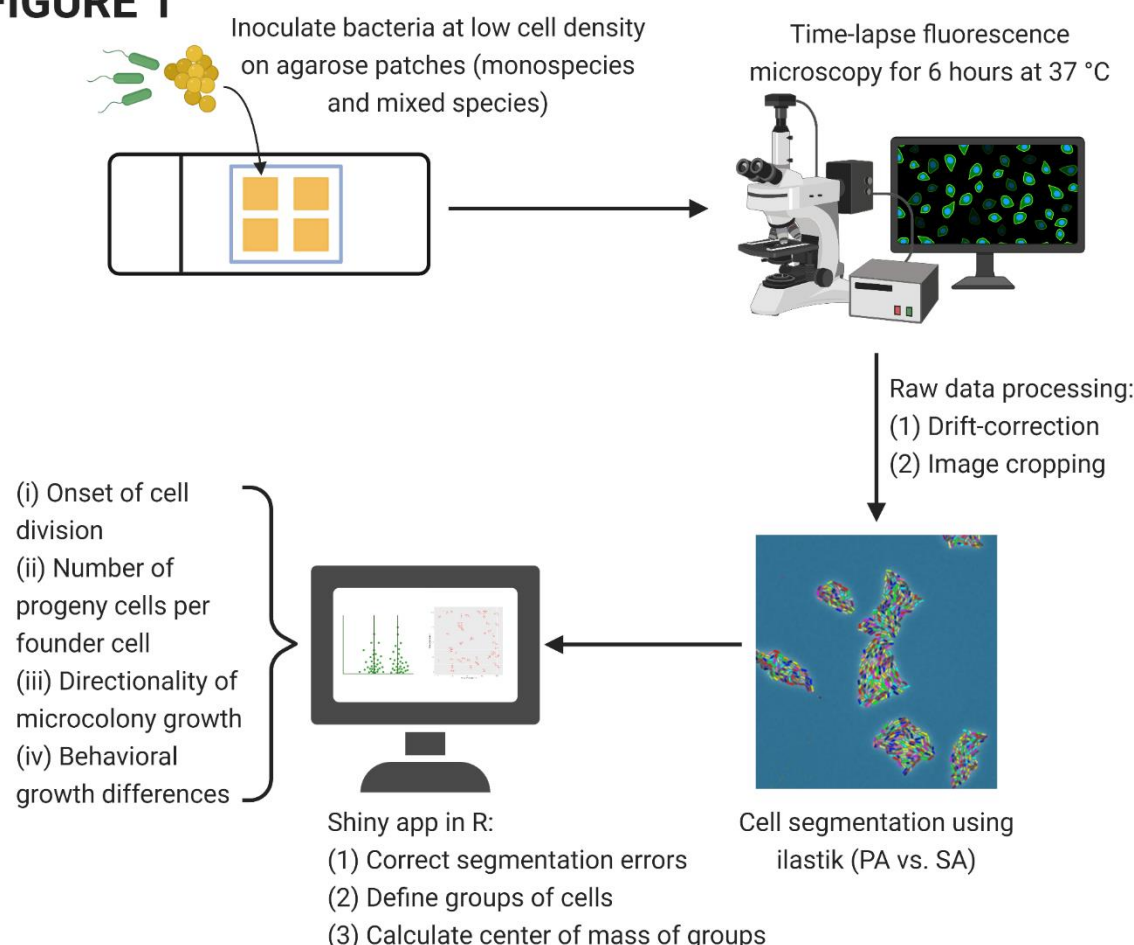 FIGURE 1
Inoculate bacteria at low cell density
on agarose patches (monospecies
and mixed species)
Time-lapse fluorescence
microscopy for 6 hours at 37 °C
Raw data processing:
(1) Drift-correction
(2) Image cropping
Cell segmentation using
ilastik (PA vs. SA)
Shiny app in R:
(1) Correct segmentation errors
(2) Define groups of cells
(3) Calculate center of mass of groups
(i) Onset of cell
division
(ii) Number of
progeny cells per
founder cell
(iii) Directionality of
microcolony growth
(iv) Behavioral
growth differences